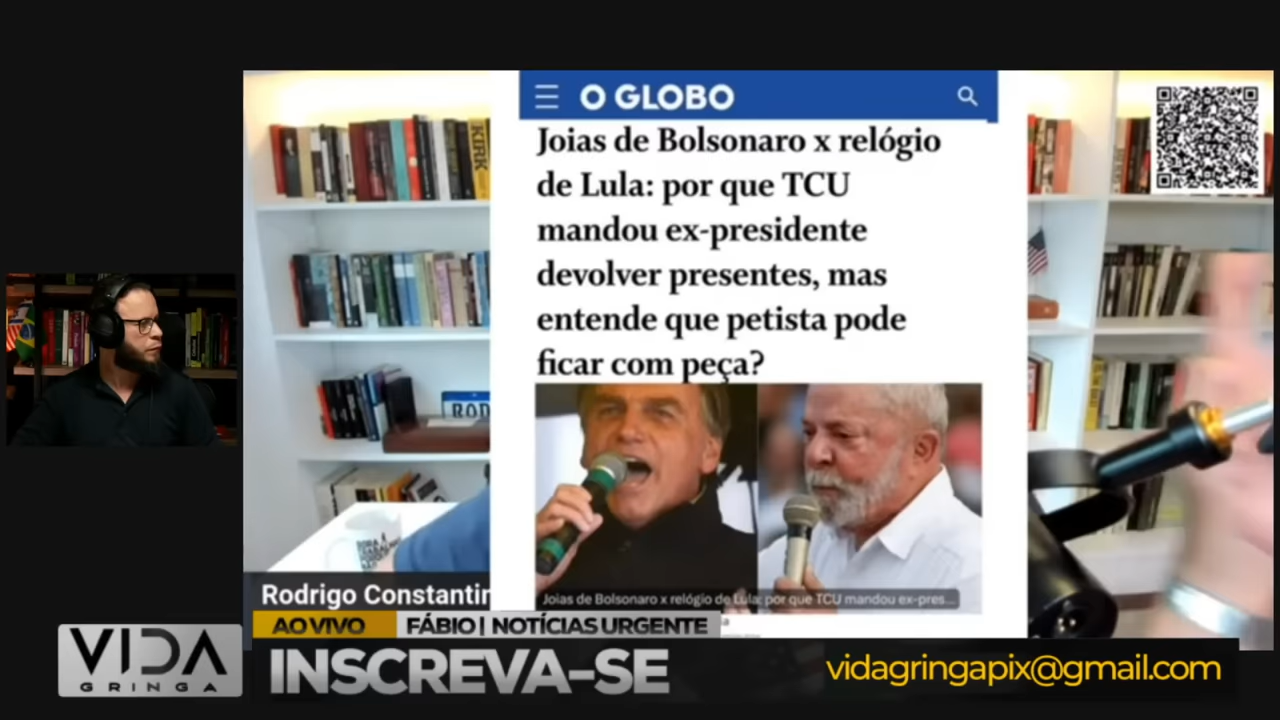 O GLOBO
Joias de Bolsonaro x relógio
de Lula: por que TCU
mandou ex-presidente
devolver presentes, mas
entende que petista pode
ficar com peça?
Joias de Bolsonaro x relógio de Lula: por que TCU mandou ex-pres...
KIRK
ROD
Rodrigo Constantin
AO VIVO
FÁBIO | NOTÍCIAS URGENTE
VIDA
GRINGA
INSCREVA-SE
vidagringapix@gmail.com